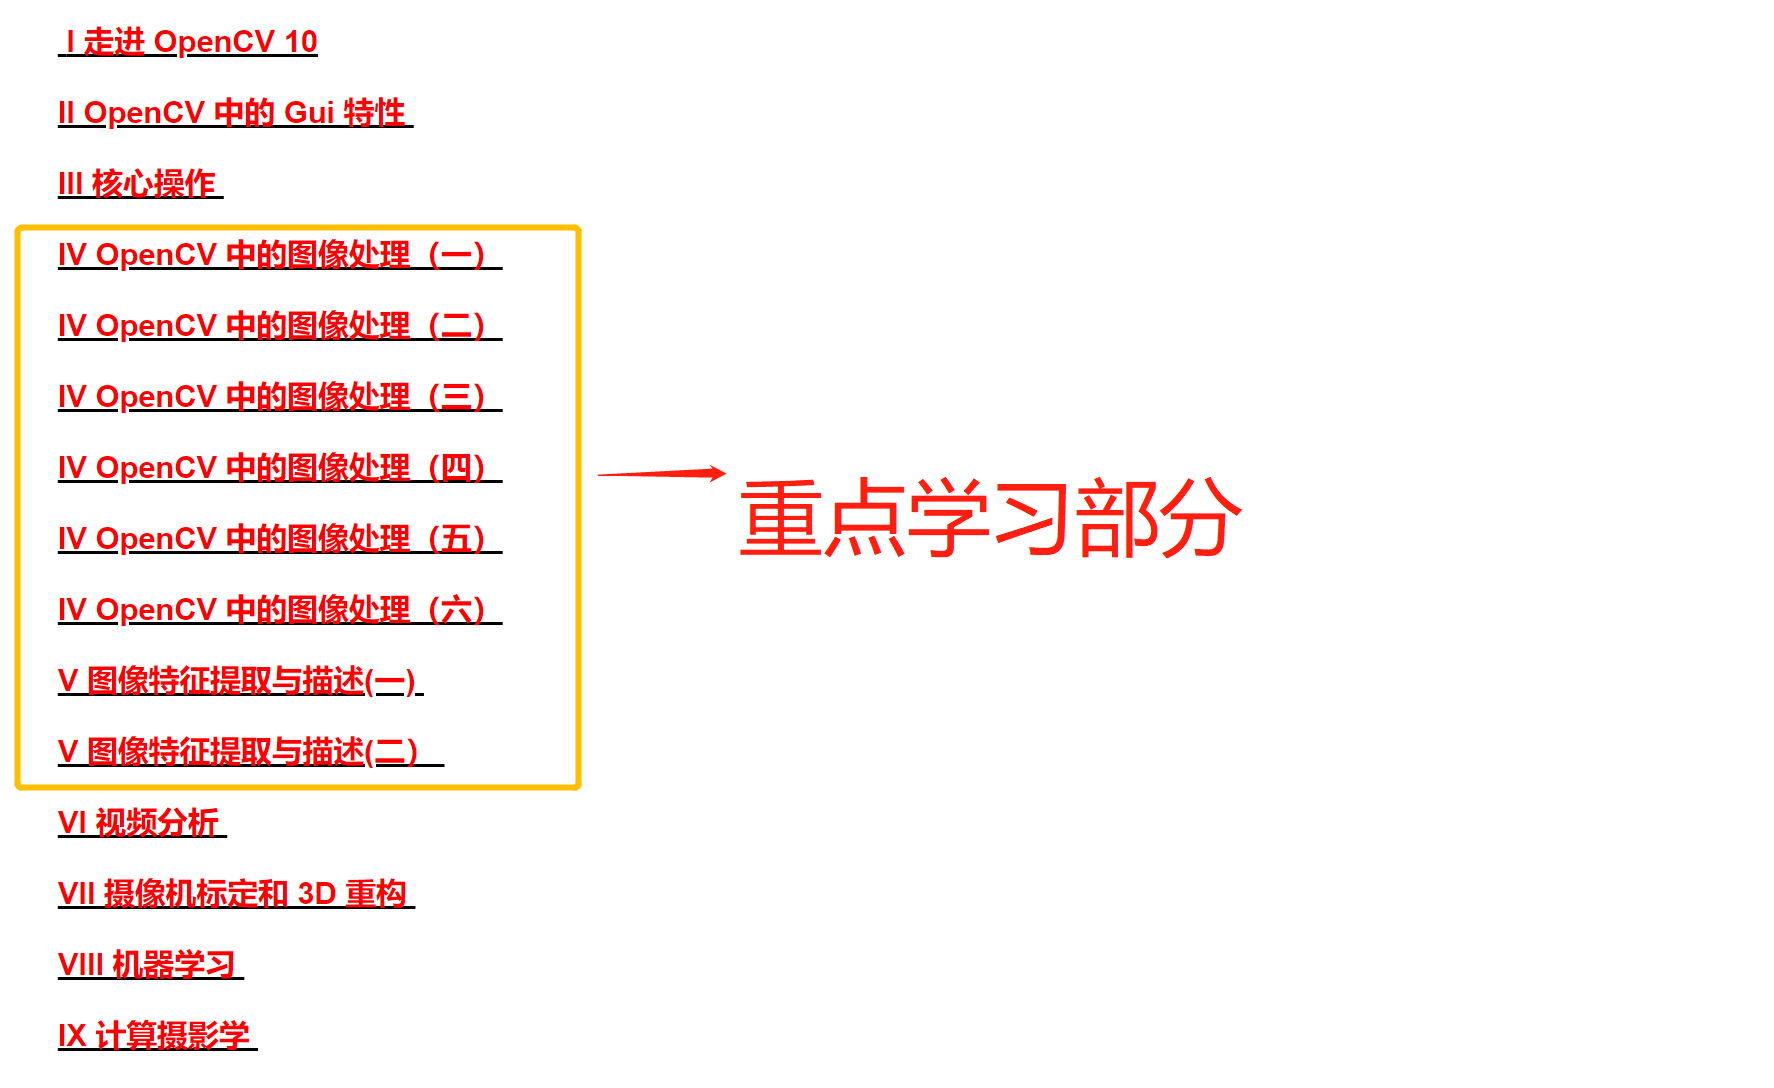 I 走进 OpenCV 10
II OpenCV 中的 Gui 特性
III 核心操作
IV OpenCV 中的图像处理（一）
IV OpenCV 中的图像处理（二）
IV OpenCV 中的图像处理（三）
IV OpenCV 中的图像处理（四）
IV OpenCV 中的图像处理（五）
IV OpenCV 中的图像处理（六）
V 图像特征提取与描述(一)
V 图像特征提取与描述(二）
重点学习部分
VI 视频分析
VII 摄像机标定和 3D 重构
VIII 机器学习
IX 计算摄影学